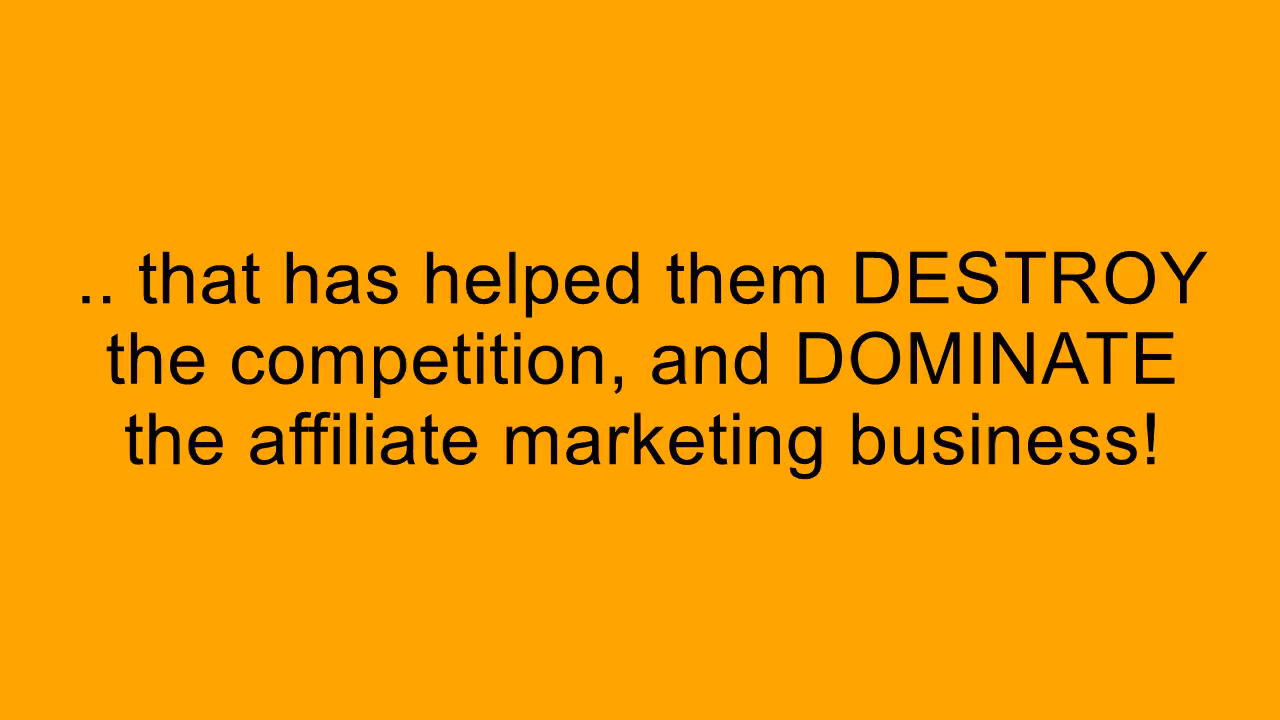 .. that has helped them DESTROY
the competition, and DOMINATE
the affiliate marketing business!